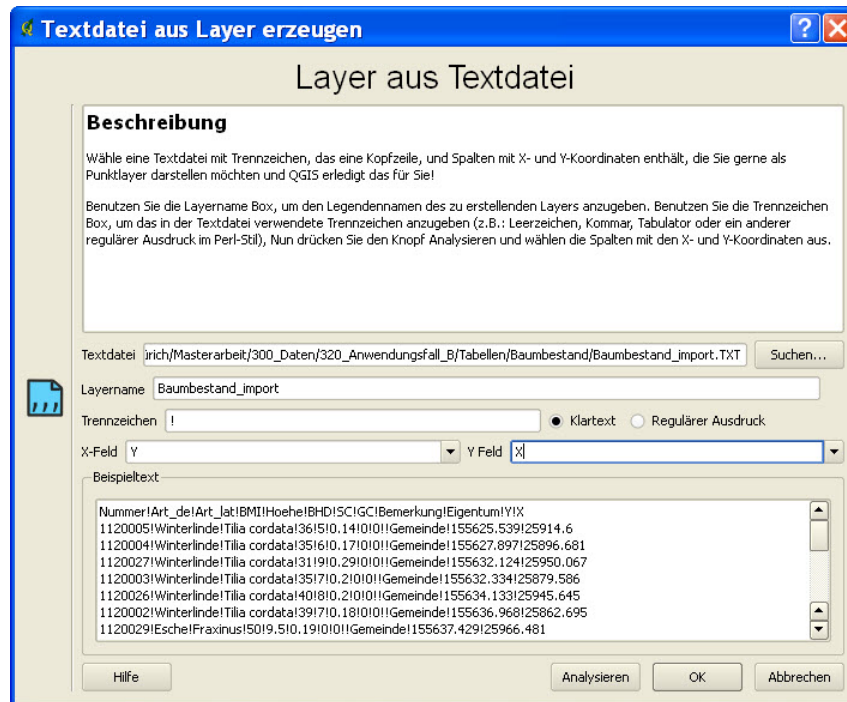 Textdatei aus Layer erzeugen
Layer aus Textdatei
Beschreibung
Wähle eine Textdatei mit Trennzeichen, das eine Kopfzeile, und Spalten mit X- und Y-Koordinaten enthält, die Sie gerne als
Punktlayer darstellen möchten und QGIS erledigt das für Sie!
Benutzen Sie die Layername Box, um den Legendennamen des zu erstellenden Layers anzugeben. Benutzen Sie die Trennzeichen
Box, um das in der Textdatei verwendete Trennzeichen anzugeben (z.B.: Leerzeichen, Kommar, Tabulator oder ein anderer
regulärer Ausdruck im Perl-Stil), Nun drücken Sie den Knopf Analysieren und wählen die Spalten mit den X- und Y-Koordinaten aus.
Textdatei ürich/Masterarbeit/300_Daten/320_Anwendungsfall_B/Tabellen/Baumbestand/Baumbestand_import.TXT Suchen...
Layername Baumbestand_import
Trennzeichen ! Klartext Regulärer Ausdruck
X-Feld Y Y Feld X
Beispieltext
Nummer!Art_de!Art_lat!BMI!Hoehe!BHD!SC!GC!Bemerkung!Eigentum!Y!X
1120005!Winterlinde!Tilia cordata!36!5!0.14!0!0!!Gemeinde!155625.539!25914.6
1120004!Winterlinde!Tilia cordata!35!6!0.17!0!0!!Gemeinde!155627.897!25896.681
1120027!Winterlinde!Tilia cordata!31!9!0.29!0!0!!Gemeinde!155632.124!25950.067
1120003!Winterlinde!Tilia cordata!35!7!0.2!0!0!!Gemeinde!155632.334!25879.586
1120026!Winterlinde!Tilia cordata!40!8!0.2!0!0!!Gemeinde!155634.133!25945.645
1120002!Winterlinde!Tilia cordata!39!7!0.18!0!0!!Gemeinde!155636.968!25862.695
1120029!Esche!Fraxinus!50!9.5!0.19!0!0!!Gemeinde!155637.429!25966.481
Hilfe Analysieren OK Abbrechen